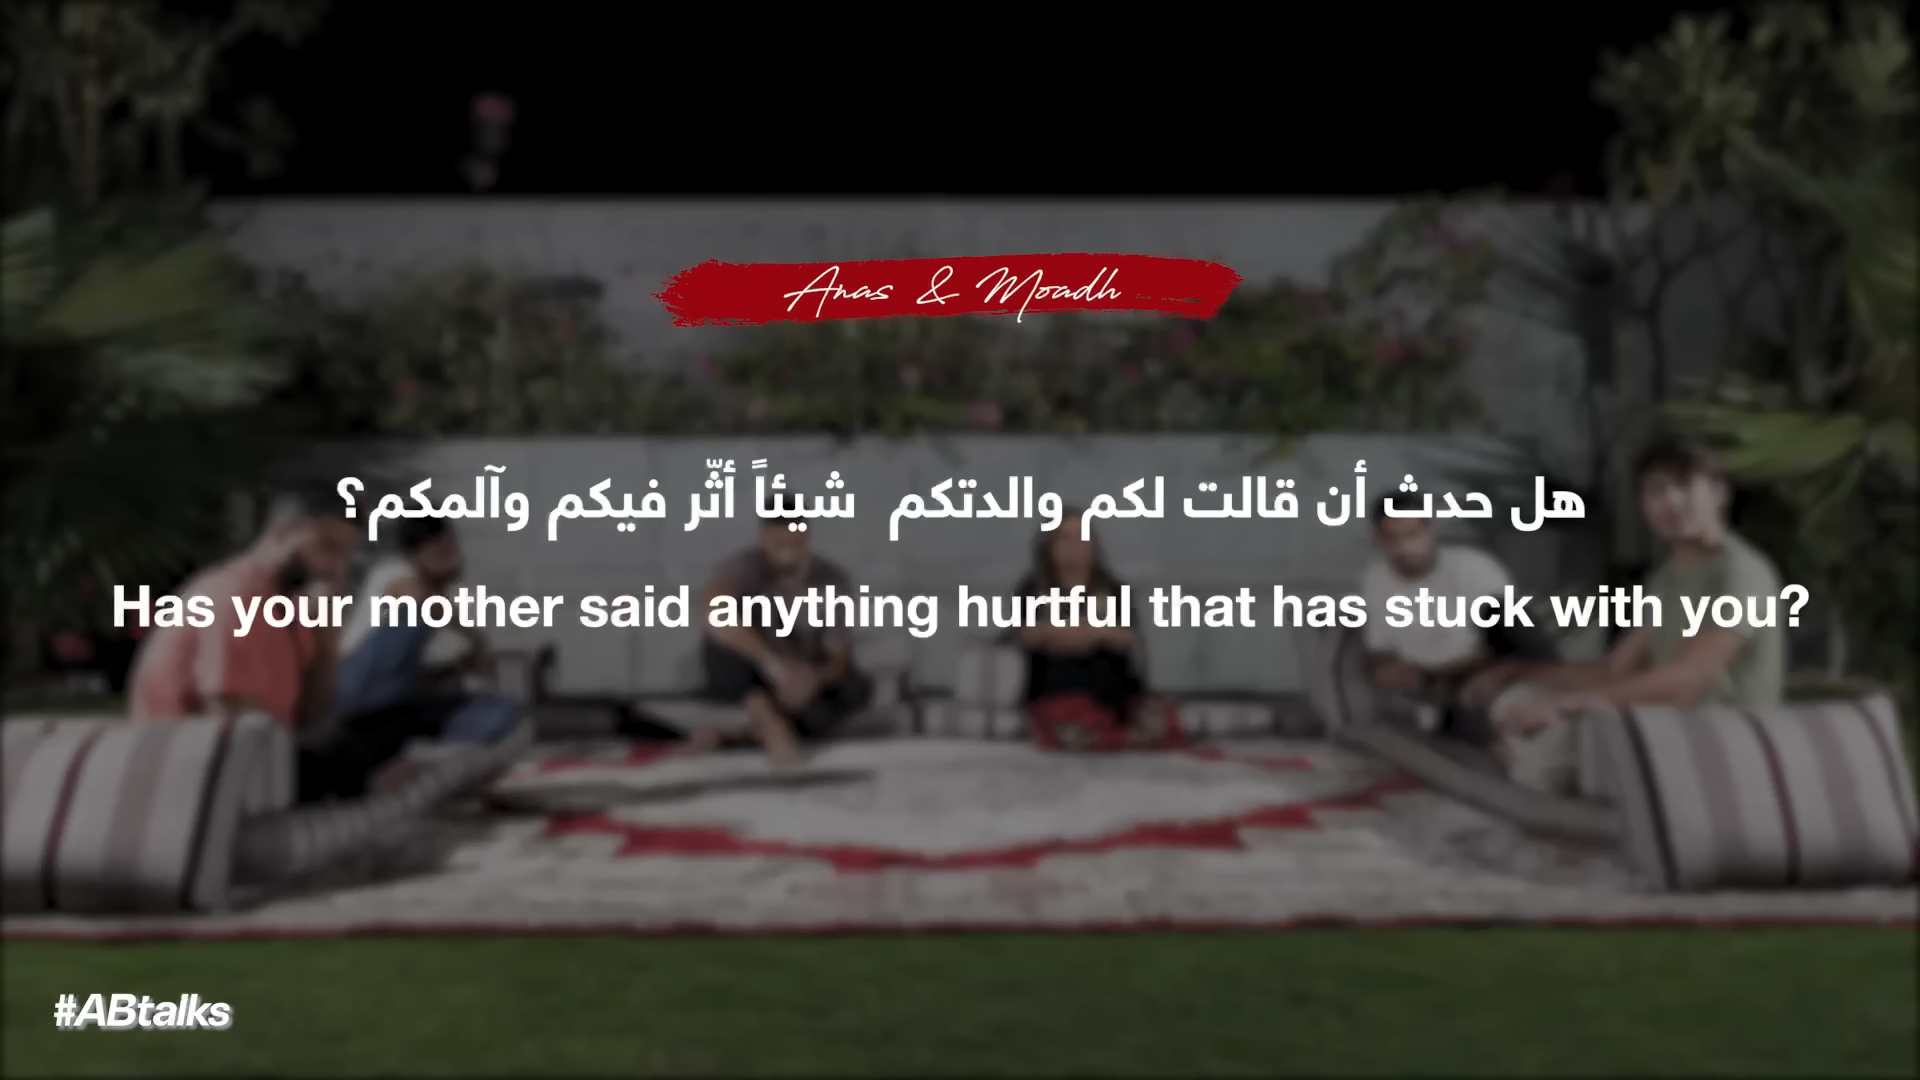 Anas & Moadh
هل حدث أن قالت لكم والدتكم شيئاً أثّر فيكم وآلمكم؟
Has your mother said anything hurtful that has stuck with you?
#ABtalks